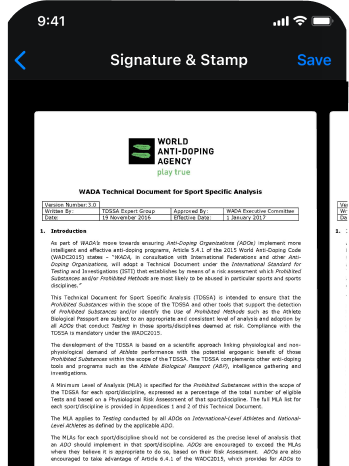 9:41
Signature & Stamp
Save
WORLD
ANTI-DOPING
AGENCY
play true
WADA Technical Document for Sport Specific Analysis
Version Number: 3.0
Written By: TDSSA Expert Group Approved By: WADA Executive Committee
Date: 19 November 2016 Effective Date: 1 January 2017
1. Introduction
As part of WADA's move towards ensuring Anti-Doping Organizations (ADOs) implement more
intelligent and effective anti-doping programs, Article 5.4.1 of the 2015 World Anti-Doping Code
(WADC2015) states – "WADA, in consultation with International Federations and other Anti-
Doping Organizations, will adopt a Technical Document under the International Standard for
Testing and Investigations (ISTI) that establishes by means of a risk assessment which Prohibited
Substances and/or Prohibited Methods are most likely to be abused in particular sports and sports
disciplines."
This Technical Document for Sport Specific Analysis (TDSSA) is intended to ensure that the
Prohibited Substances within the scope of the TDSSA and other tools that support the detection
of Prohibited Substances and/or identify the Use of Prohibited Methods such as the Athlete
Biological Passport are subject to an appropriate and consistent level of analysis and adoption by
all ADOs that conduct Testing in those sports/disciplines deemed at risk. Compliance with the
TDSSA is mandatory under the WADC2015.
The development of the TDSSA is based on a scientific approach linking physiological and non-
physiological demand of Athlete performance with the potential ergogenic benefit of those
Prohibited Substances within the scope of the TDSSA. The TDSSA complements other anti-doping
tools and programs such as the Athlete Biological Passport (ABP), intelligence gathering and
investigations.
A Minimum Level of Analysis (MLA) is specified for the Prohibited Substances within the scope of
the TDSSA for each sport/discipline, expressed as a percentage of the total number of eligible
Tests and based on a Physiological Risk Assessment of that sport/discipline. The full MLA list for
each sport/discipline is provided in Appendices 1 and 2 of this Technical Document.
The MLA applies to Testing conducted by all ADOs on International-Level Athletes and National-
Level Athletes as defined by the applicable ADO.
The MLAs for each sport/discipline should not be considered as the precise level of analysis that
an ADO should implement in that sport/discipline. ADOs are encouraged to exceed the MLAs
where they believe it is appropriate to do so, based on their Risk Assessment. ADOs are also
encouraged to take advantage of Article 6.4.1 of the WADC2015, which provides for ADOs to
1.